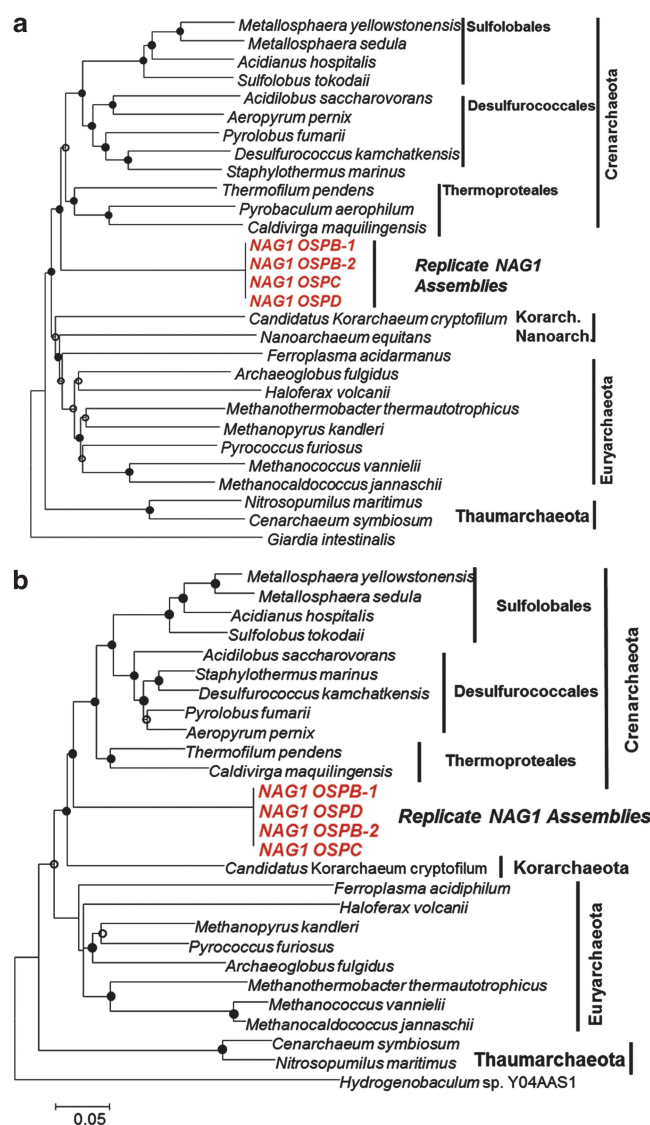 a
Metallosphaera yellowstonensis
Sulfolobales
Metallosphaera sedula
Acidianus hospitalis
Sulfolobus tokodaii
Acidilobus saccharovorans
Desulfurococcales
Aeropyrum pernix
Pyrolobus fumarii
Desulfurococcus kamchatkensis
Staphylothermus marinus
Crenarchaeota
Thermofilum pendens
Thermoproteales
Pyrobaculum aerophilum
Caldivirga maquilingensis
NAG1 OSPB-1
NAG1 OSPB-2
NAG1 OSPC
NAG1 OSPD
Replicate NAG1
Assemblies
Candidatus Korarchaeum cryptofilum
Korarch.
Nanoarchaeum equitans
Nanoarch.
Ferroplasma acidarmanus
Archaeoglobus fulgidus
Haloferax volcanii
Methanothermobacter thermautotrophicus
Methanopyrus kandleri
Pyrococcus furiosus
Methanococcus vannielii
Methanocaldococcus jannaschii
Euryarchaeota
Nitrosopumilus maritimus
Cenarchaeum symbiosum
Thaumarchaeota
Giardia intestinalis
b
Metallosphaera yellowstonensis
Metallosphaera sedula
Acidianus hospitalis
Sulfolobus tokodaii
Sulfolobales
Acidilobus saccharovorans
Staphylothermus marinus
Desulfurococcus kamchatkensis
Pyrolobus fumarii
Aeropyrum pernix
Desulfurococcales
Crenarchaeota
Thermofilum pendens
Caldivirga maquilingensis
Thermoproteales
NAG1 OSPB-1
NAG1 OSPD
NAG1 OSPB-2
NAG1 OSPC
Replicate NAG1 Assemblies
Candidatus Korarchaeum cryptofilum
Korarchaeota
Ferroplasma acidiphilum
Haloferax volcanii
Methanopyrus kandleri
Pyrococcus furiosus
Archaeoglobus fulgidus
Methanothermobacter thermautotrophicus
Methanococcus vannielii
Methanocaldococcus jannaschii
Euryarchaeota
Cenarchaeum symbiosum
Nitrosopumilus maritimus
Thaumarchaeota
Hydrogenobaculum sp. Y04AAS1
0.05